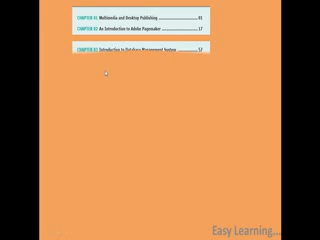 CHAPTER 01 Multimedia and Desktop Publishing ..................... 01
CHAPTER 02 An Introduction to Adobe Pagemaker .................. 17
CHAPTER 03 Introduction to Database Management System ........... 57
Easy Learning...